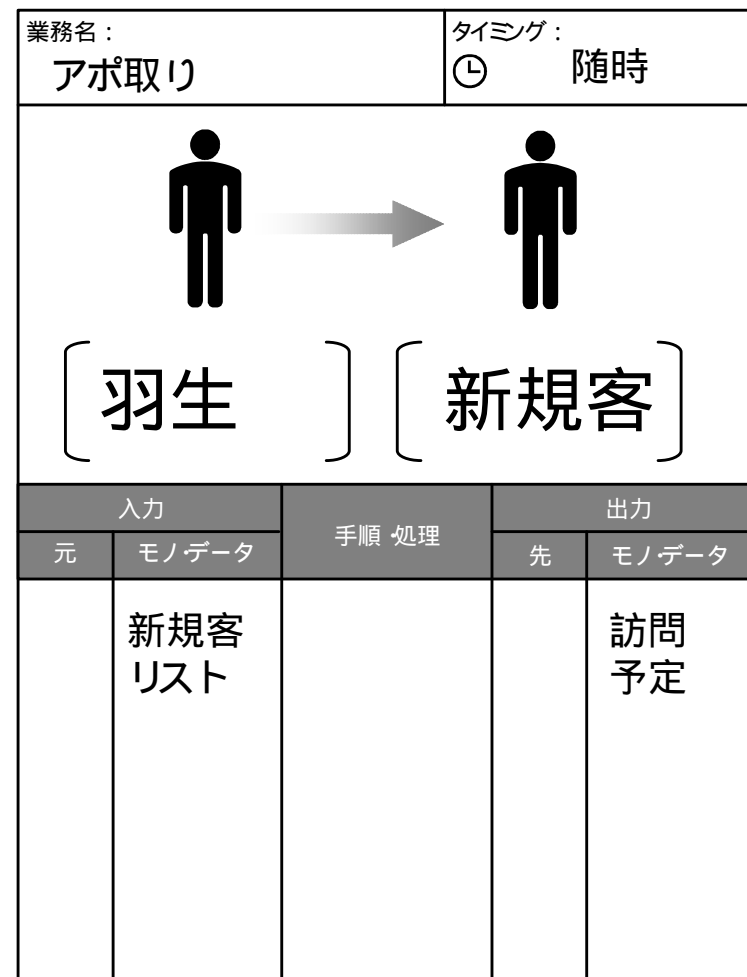 業務名：
アポ取り
タイミング：
随時
羽生
新規客
入力
手順・処理
出力
元
モノ・データ
先
モノ・データ
新規客
リスト
訪問
予定